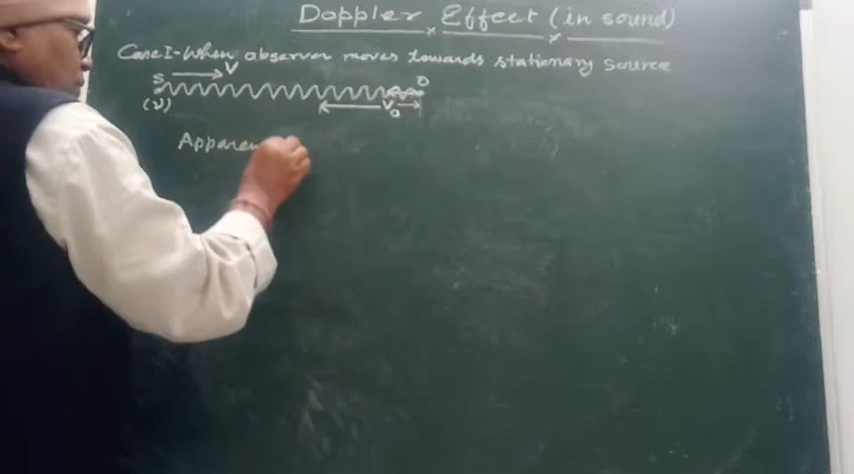 Doppler Effect (in sound)
Case I - When observer moves towards stationary source
S V O
(ν) V₀
Apparen